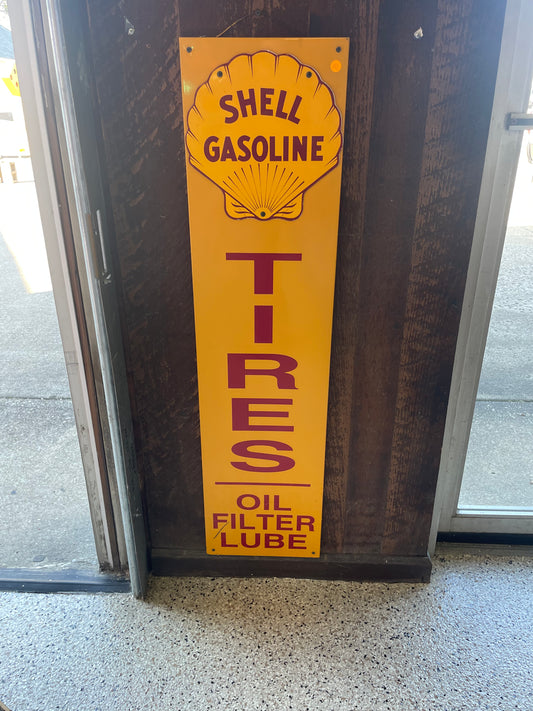 SHELL
GASOLINE
TIRES
OIL
FILTER
LUBE